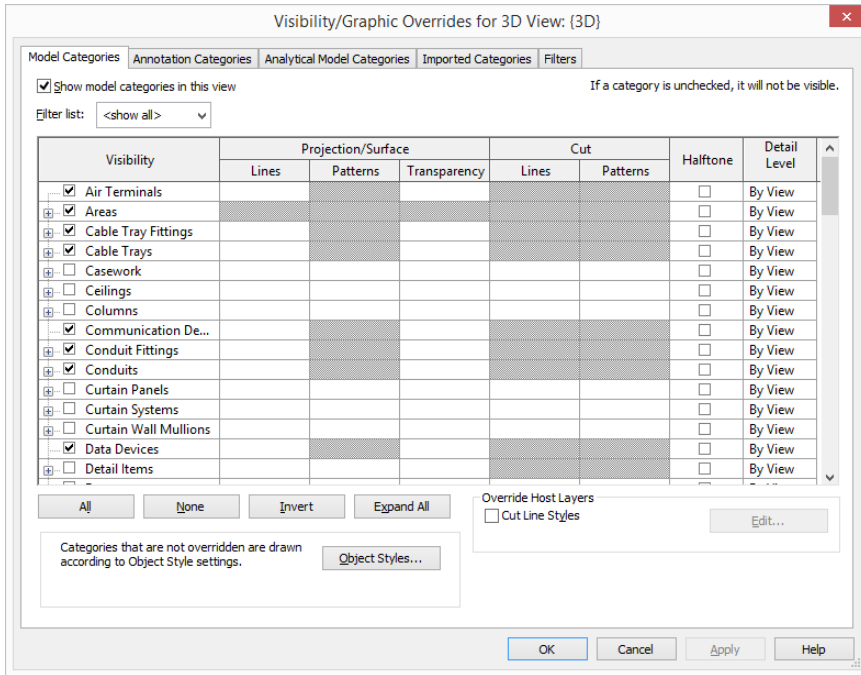 Visibility/Graphic Overrides for 3D View: {3D}
Model Categories Annotation Categories Analytical Model Categories Imported Categories Filters
Show model categories in this view
If a category is unchecked, it will not be visible.
Filter list: <show all>
Visibility Projection/Surface Cut Halftone Detail Level
Lines Patterns Transparency Lines Patterns
Air Terminals By View
Areas By View
Cable Tray Fittings By View
Cable Trays By View
Casework By View
Ceilings By View
Columns By View
Communication De... By View
Conduit Fittings By View
Conduits By View
Curtain Panels By View
Curtain Systems By View
Curtain Wall Mullions By View
Data Devices By View
Detail Items By View
All None Invert Expand All
Override Host Layers
Cut Line Styles
Edit...
Categories that are not overridden are drawn
according to Object Style settings.
Object Styles...
OK Cancel Apply Help